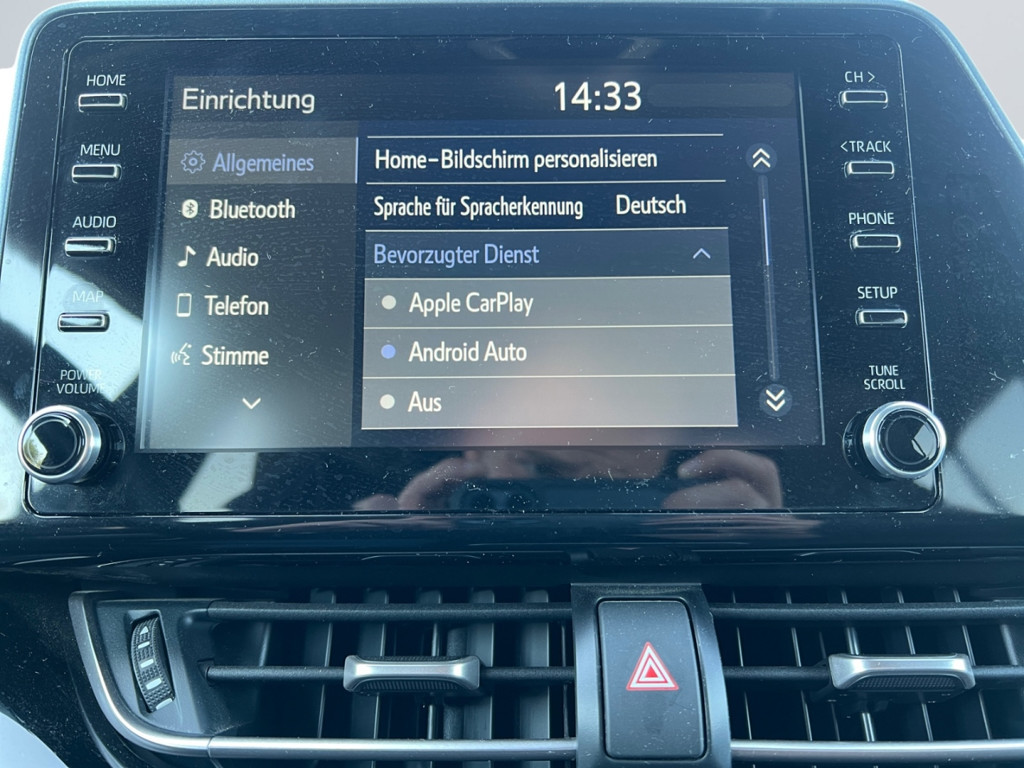 HOME
MENU
AUDIO
MAP
POWER
VOLUME
Einrichtung 14:33
Allgemeines
Bluetooth
Audio
Telefon
Stimme
Home-Bildschirm personalisieren
Sprache für Spracherkennung Deutsch
Bevorzugter Dienst
Apple CarPlay
Android Auto
Aus
CH >
< TRACK
PHONE
SETUP
TUNE
SCROLL